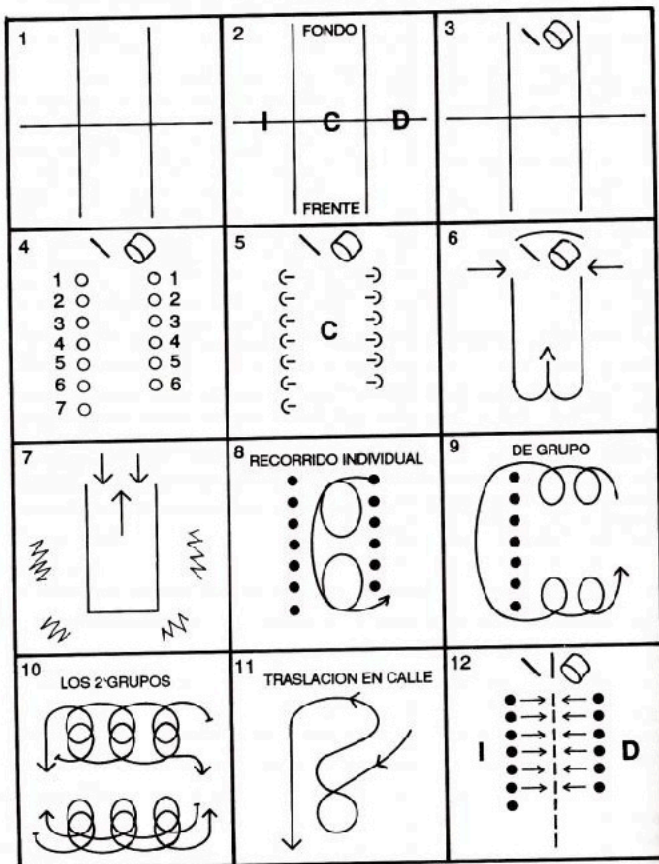 1
2
FONDO
I C D
FRENTE
3
4
1 1
2 2
3 3
4 4
5 5
6 6
7
5
C
6
7
8
RECORRIDO INDIVIDUAL
9
DE GRUPO
10
LOS 2'GRUPOS
11
TRASLACION EN CALLE
12
I D